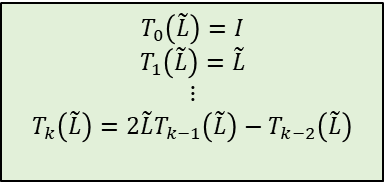 T₀(L̃) = I
T₁(L̃) = L̃
⋮
Tₖ(L̃) = 2L̃Tₖ₋₁(L̃) − Tₖ₋₂(L̃)